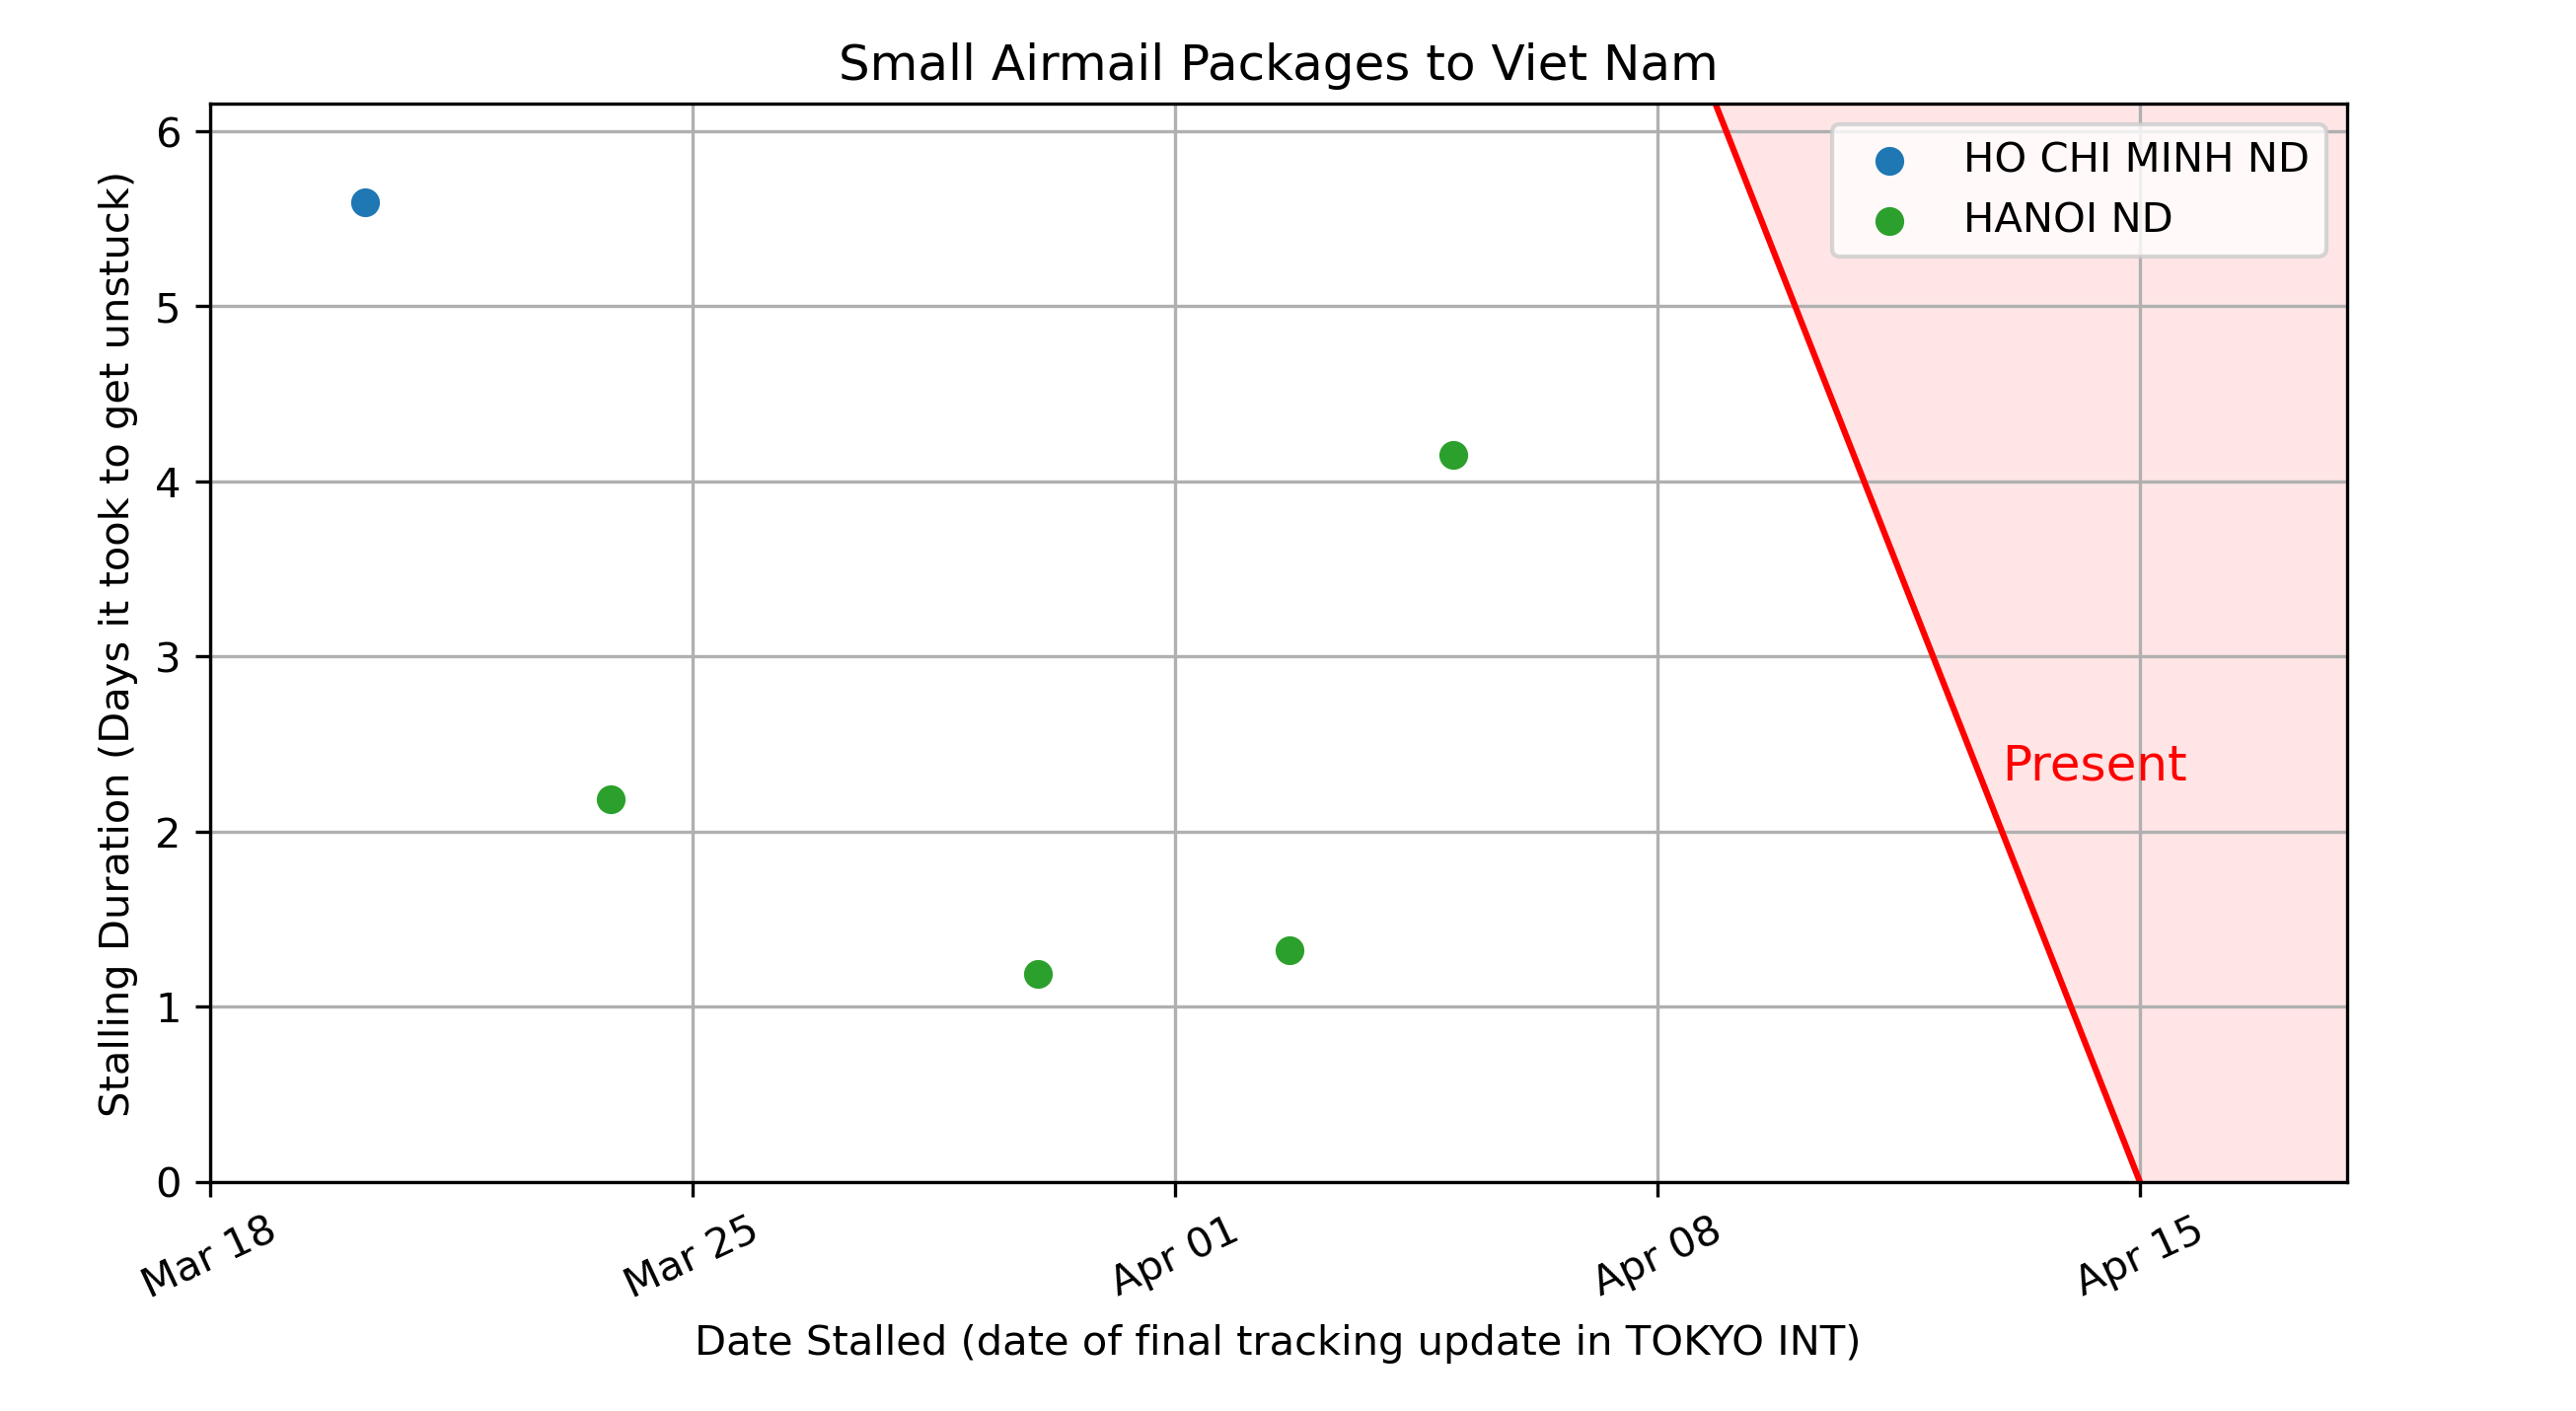 Small Airmail Packages to Viet Nam
Stalling Duration (Days it took to get unstuck)
6
5
4
3
2
1
0
HO CHI MINH ND
HANOI ND
Present
Mar 18
Mar 25
Apr 01
Apr 08
Apr 15
Date Stalled (date of final tracking update in TOKYO INT)